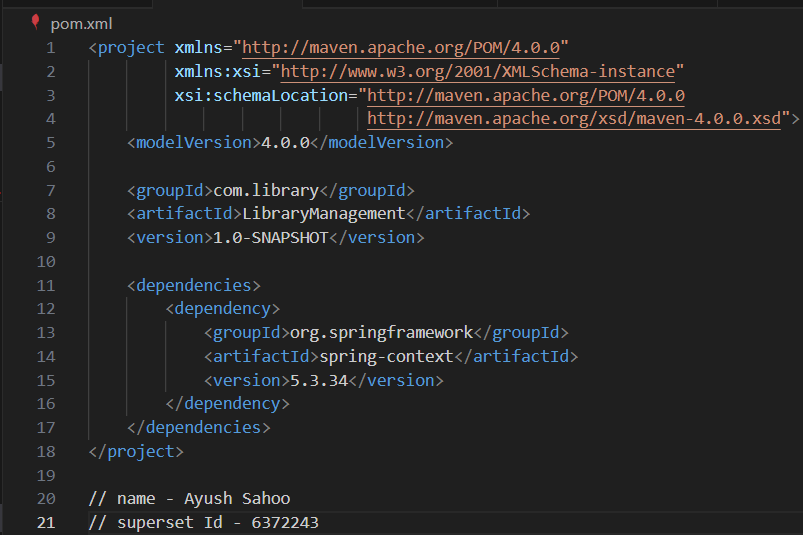 pom.xml
1 <project xmlns="http://maven.apache.org/POM/4.0.0"
2 xmlns:xsi="http://www.w3.org/2001/XMLSchema-instance"
3 xsi:schemaLocation="http://maven.apache.org/POM/4.0.0
4 http://maven.apache.org/xsd/maven-4.0.0.xsd">
5 <modelVersion>4.0.0</modelVersion>
6
7 <groupId>com.library</groupId>
8 <artifactId>LibraryManagement</artifactId>
9 <version>1.0-SNAPSHOT</version>
10
11 <dependencies>
12 <dependency>
13 <groupId>org.springframework</groupId>
14 <artifactId>spring-context</artifactId>
15 <version>5.3.34</version>
16 </dependency>
17 </dependencies>
18 </project>
19
20 // name - Ayush Sahoo
21 // superset Id - 6372243